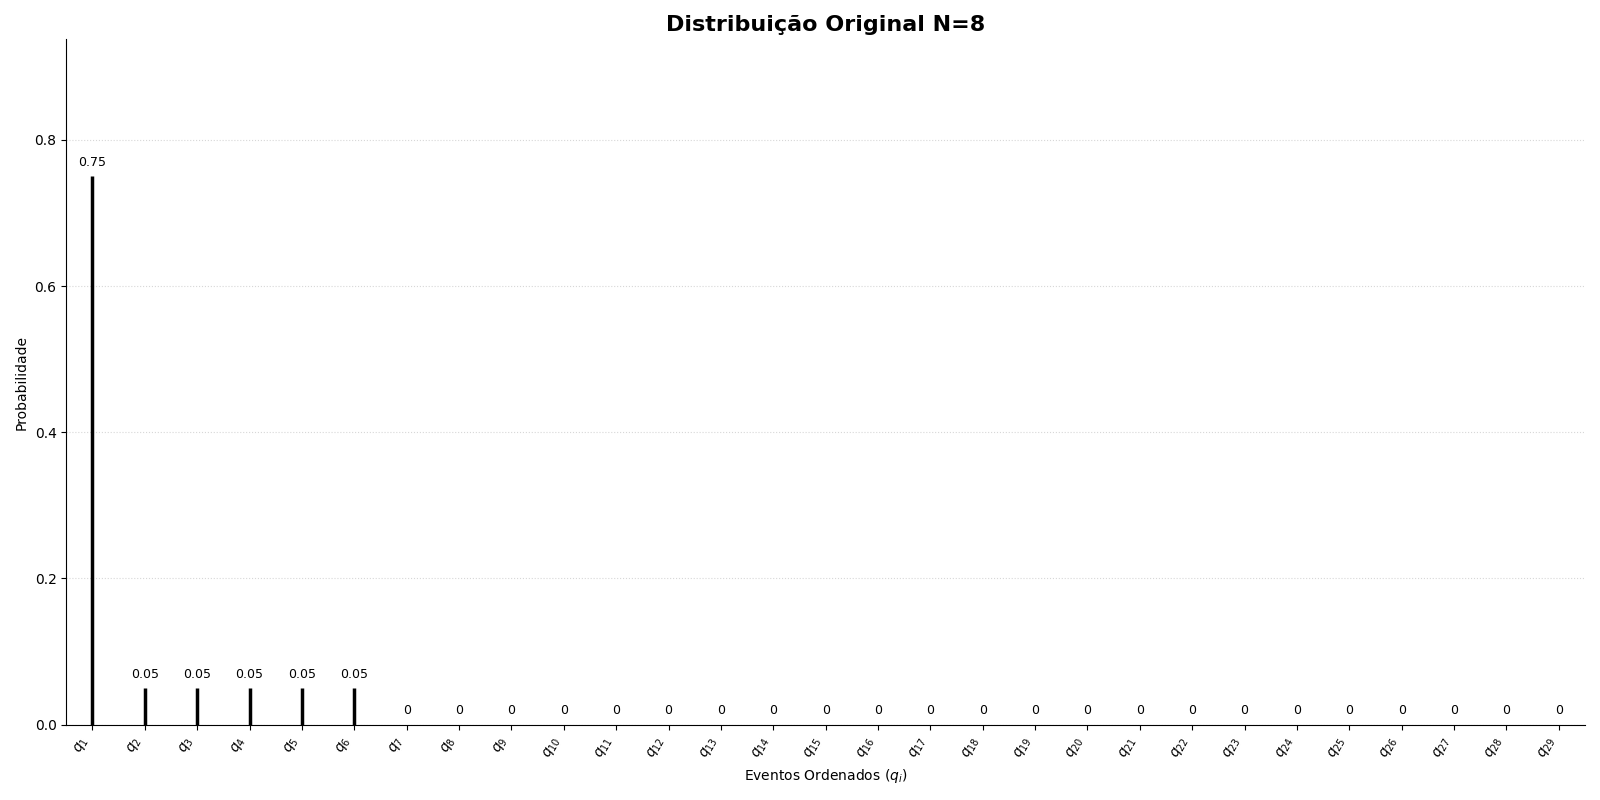 Distribuição Original N=8
Probabilidade
0.8
0.6
0.4
0.2
0.0
0.75
0.05 0.05 0.05 0.05 0.05
0 0 0 0 0 0 0 0 0 0 0 0 0 0 0 0 0 0 0 0 0 0 0
q1 q2 q3 q4 q5 q6 q7 q8 q9 q10 q11 q12 q13 q14 q15 q16 q17 q18 q19 q20 q21 q22 q23 q24 q25 q26 q27 q28 q29
Eventos Ordenados (qi)